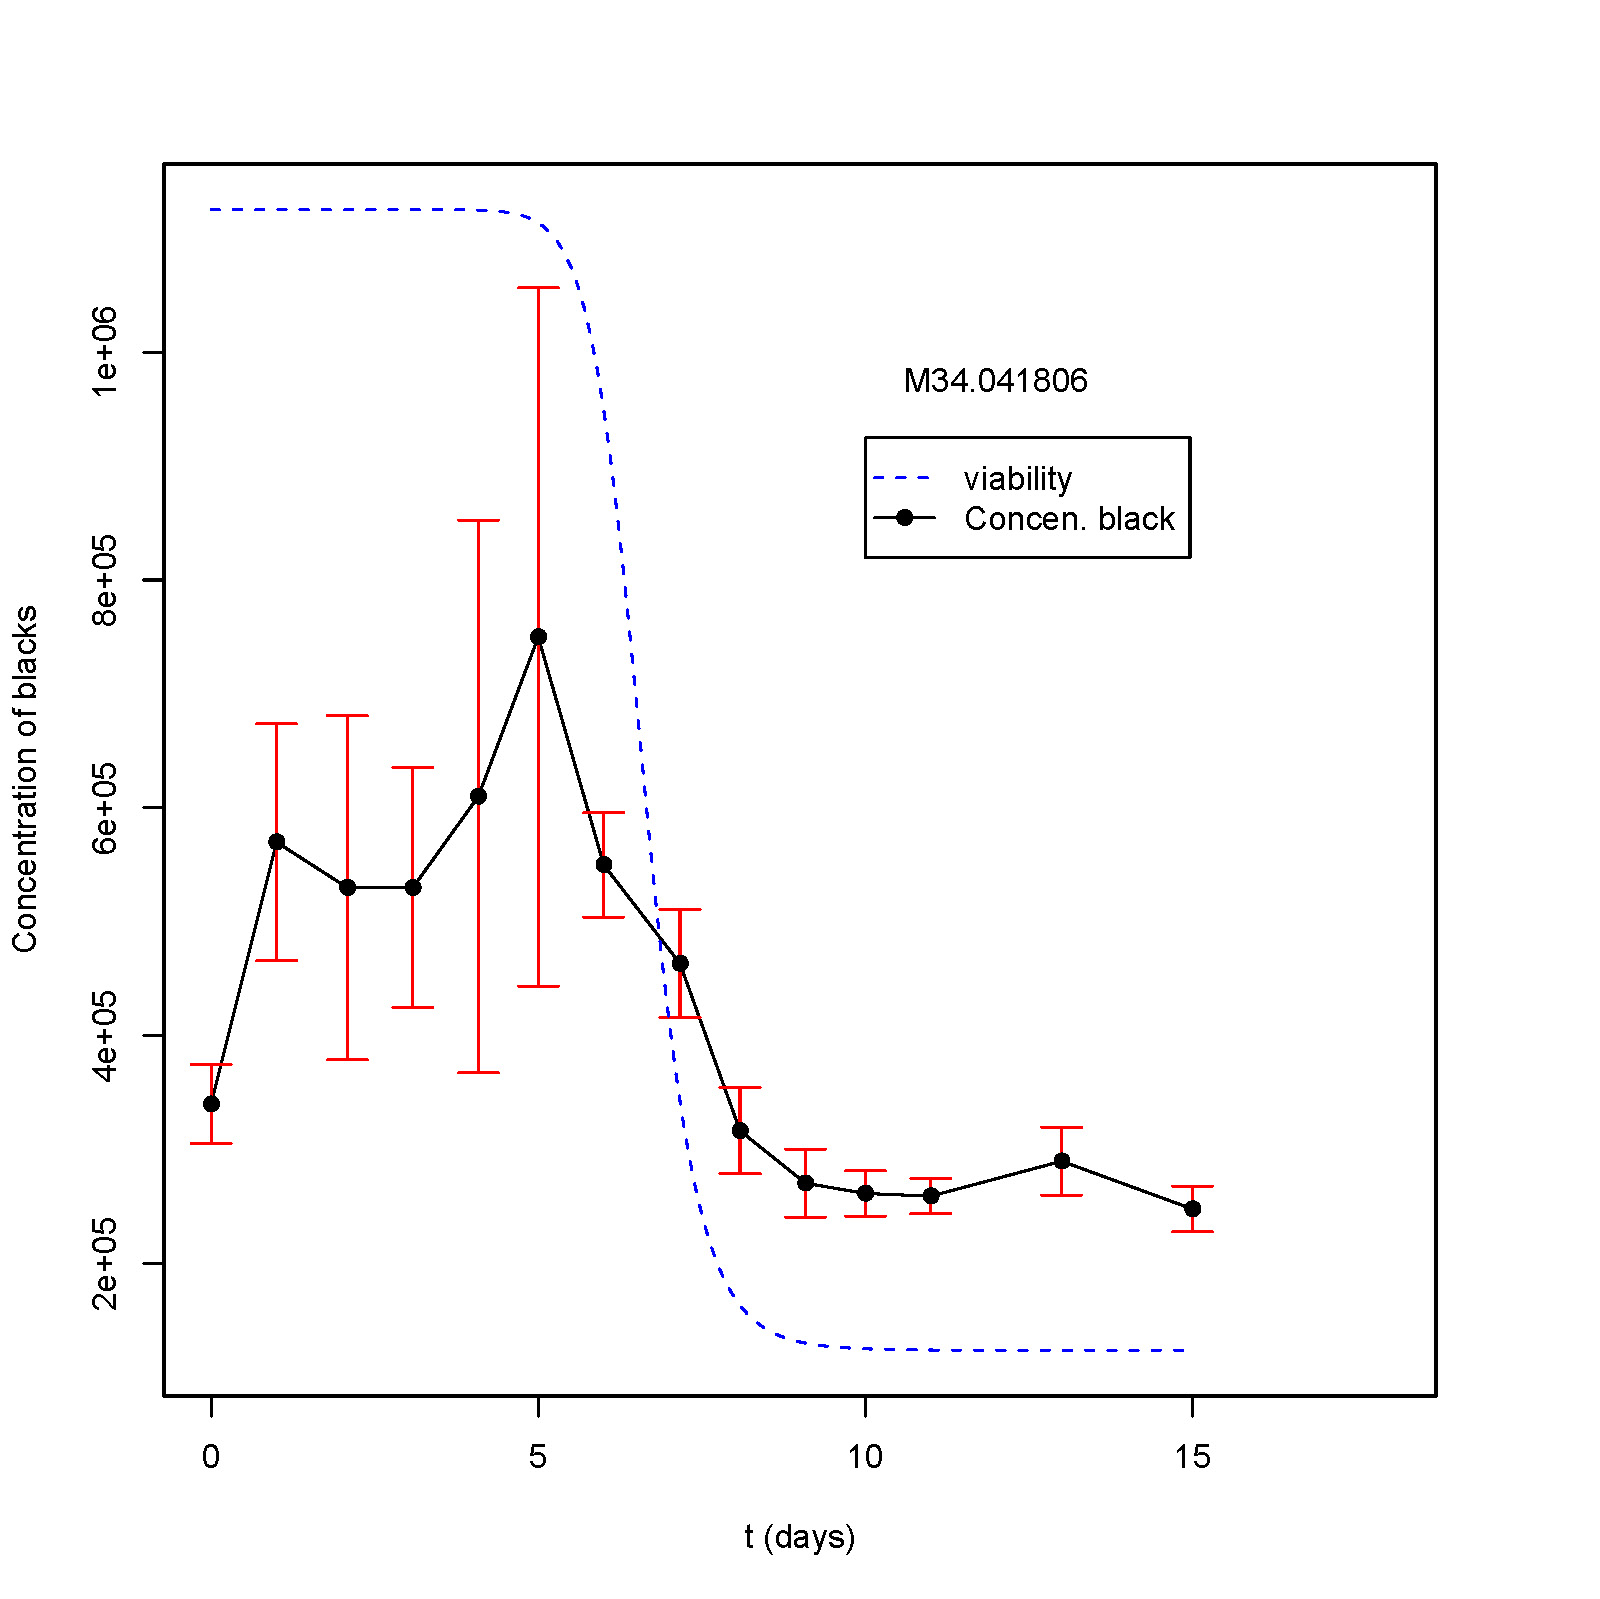 Concentration of blacks
1e+06
8e+05
6e+05
4e+05
2e+05
M34.041806
viability
Concen. black
0 5 10 15
t (days)